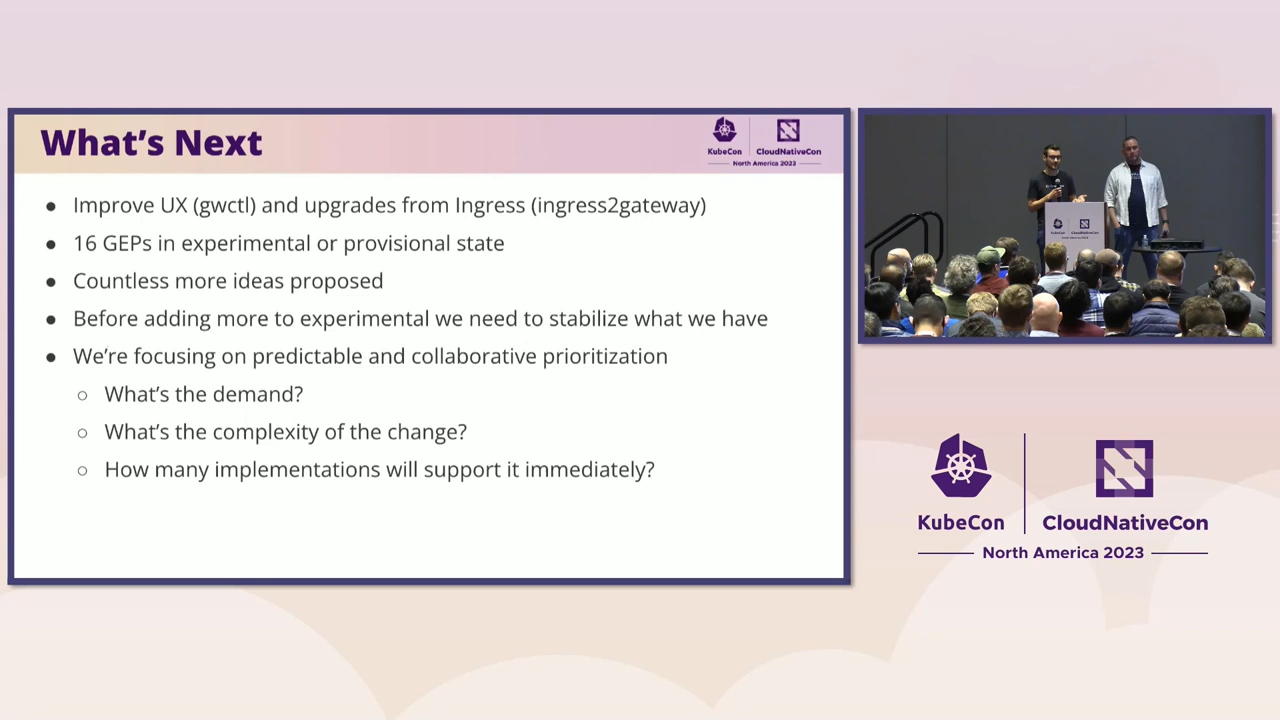 What's Next
KubeCon
CloudNativeCon
North America 2023
● Improve UX (gwctl) and upgrades from Ingress (ingress2gateway)
● 16 GEPs in experimental or provisional state
● Countless more ideas proposed
● Before adding more to experimental we need to stabilize what we have
● We're focusing on predictable and collaborative prioritization
○ What's the demand?
○ What's the complexity of the change?
○ How many implementations will support it immediately?
KubeCon
CloudNativeCon
North America 2023